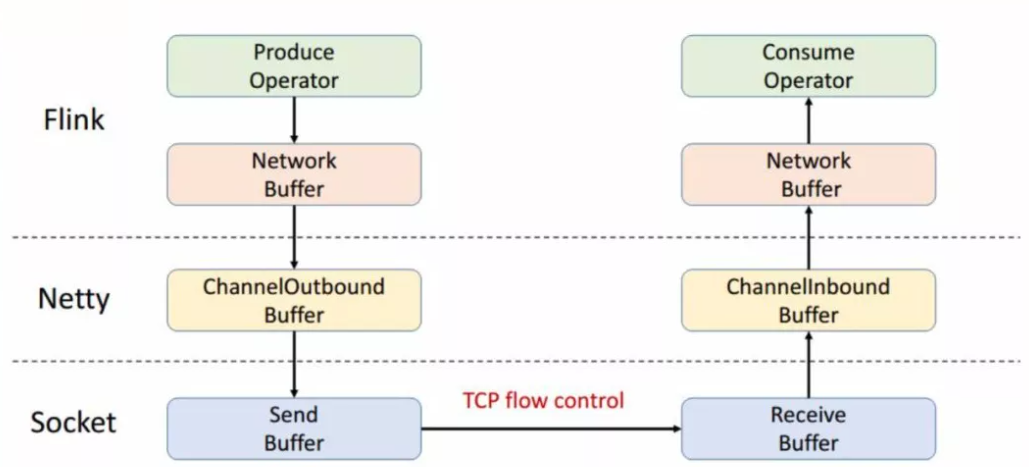 Produce
Operator
Consume
Operator
Flink
Network
Buffer
Network
Buffer
Netty
ChannelOutbound
Buffer
ChannelInbound
Buffer
Socket
Send
Buffer
TCP flow control
Receive
Buffer